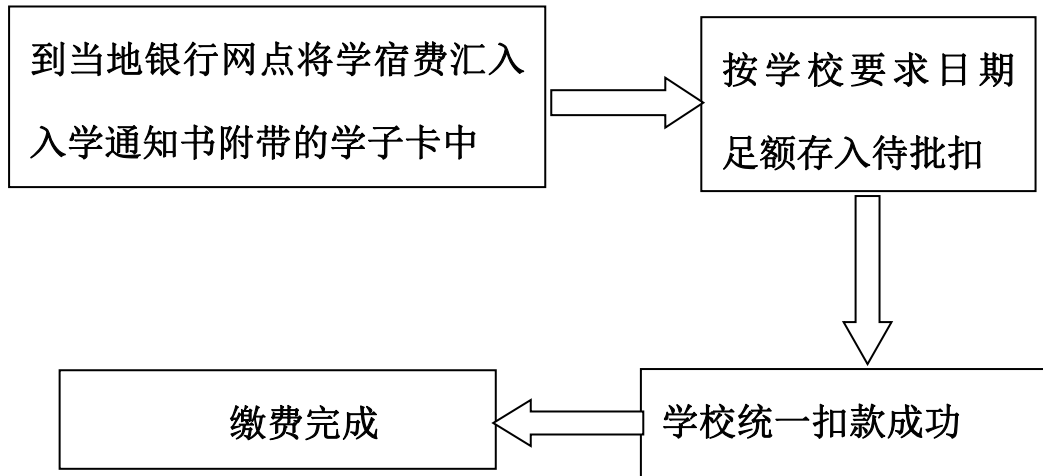 到当地银行网点将学宿费汇入
入学通知书附带的学子卡中
按学校要求日期
足额存入待批扣
学校统一扣款成功
缴费完成